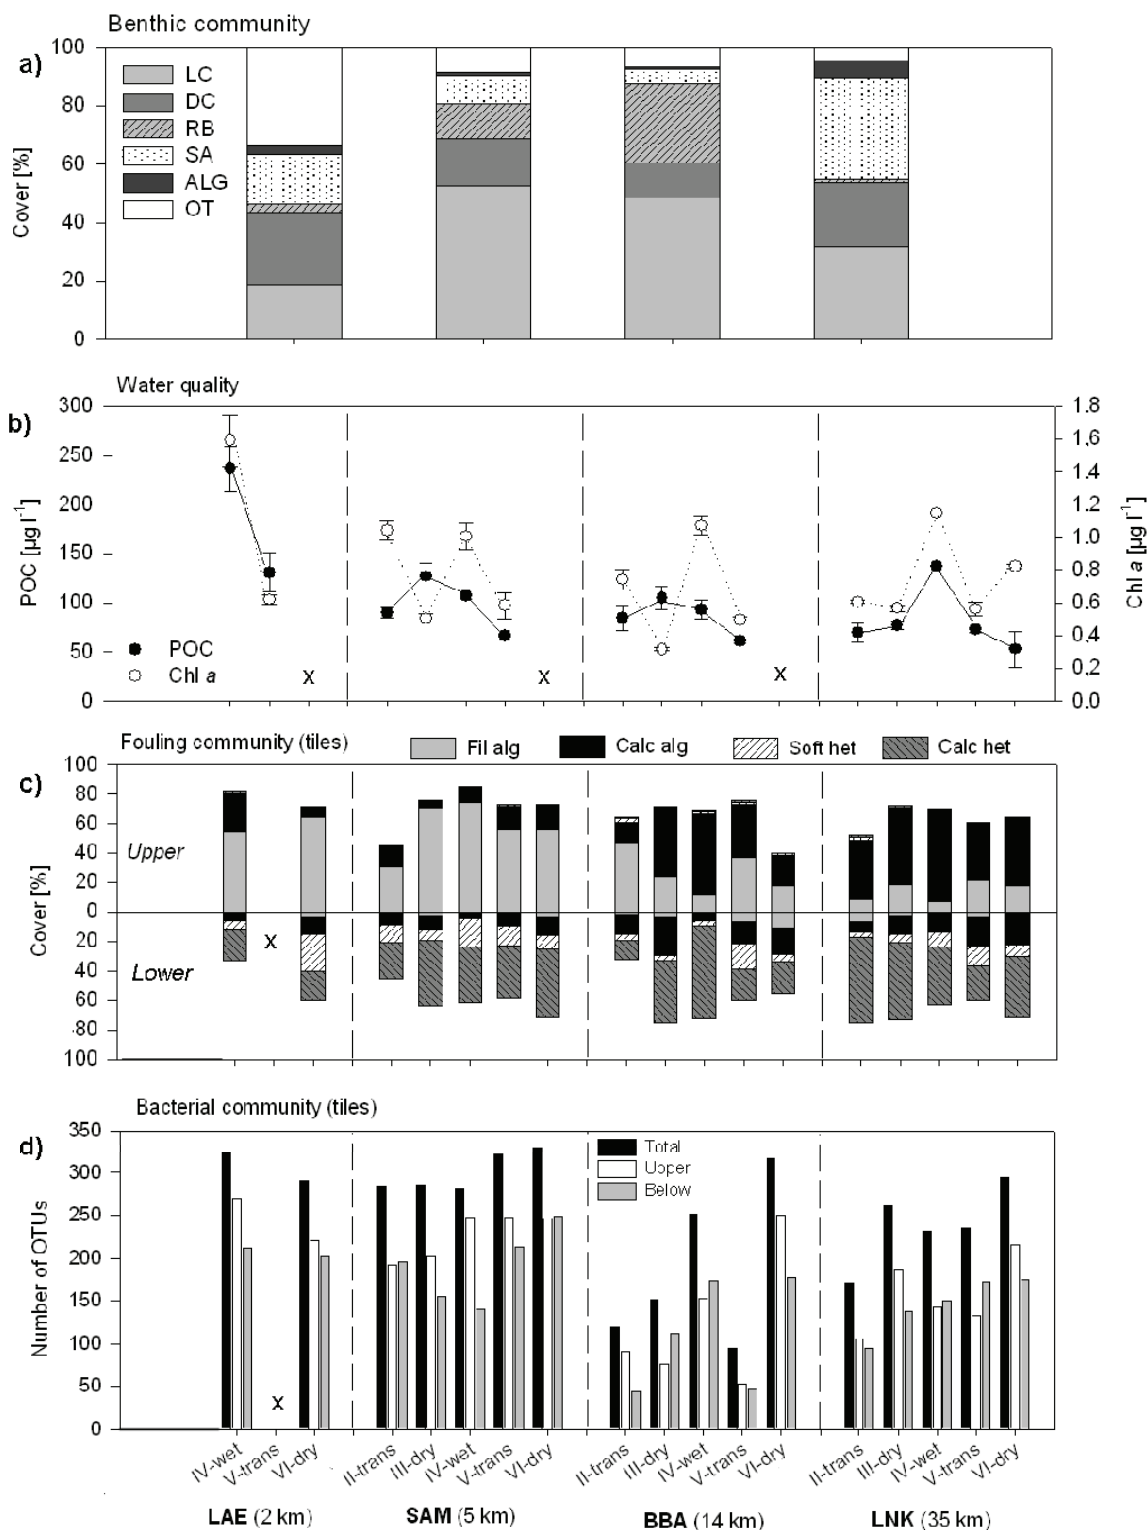 Benthic community
a)
100
80
60
40
20
0
Cover [%]
LC
DC
RB
SA
ALG
OT
Water quality
b)
300
250
200
150
100
50
0
POC [µg l-1]
1.8
1.6
1.4
1.2
1.0
0.8
0.6
0.4
0.2
0.0
Chl a [µg l-1]
POC
Chl a
X
X
X
Fouling community (tiles)
Fil alg
Calc alg
Soft het
Calc het
c)
100
80
60
40
20
0
20
40
60
80
100
Cover [%]
Upper
Lower
X
Bacterial community (tiles)
d)
350
300
250
200
150
100
50
0
Number of OTUs
Total
Upper
Below
X
IV-wet
V-trans
VI-dry
II-trans
III-dry
IV-wet
V-trans
VI-dry
II-trans
III-dry
IV-wet
V-trans
VI-dry
II-trans
III-dry
IV-wet
V-trans
VI-dry
LAE (2 km)
SAM (5 km)
BBA (14 km)
LNK (35 km)